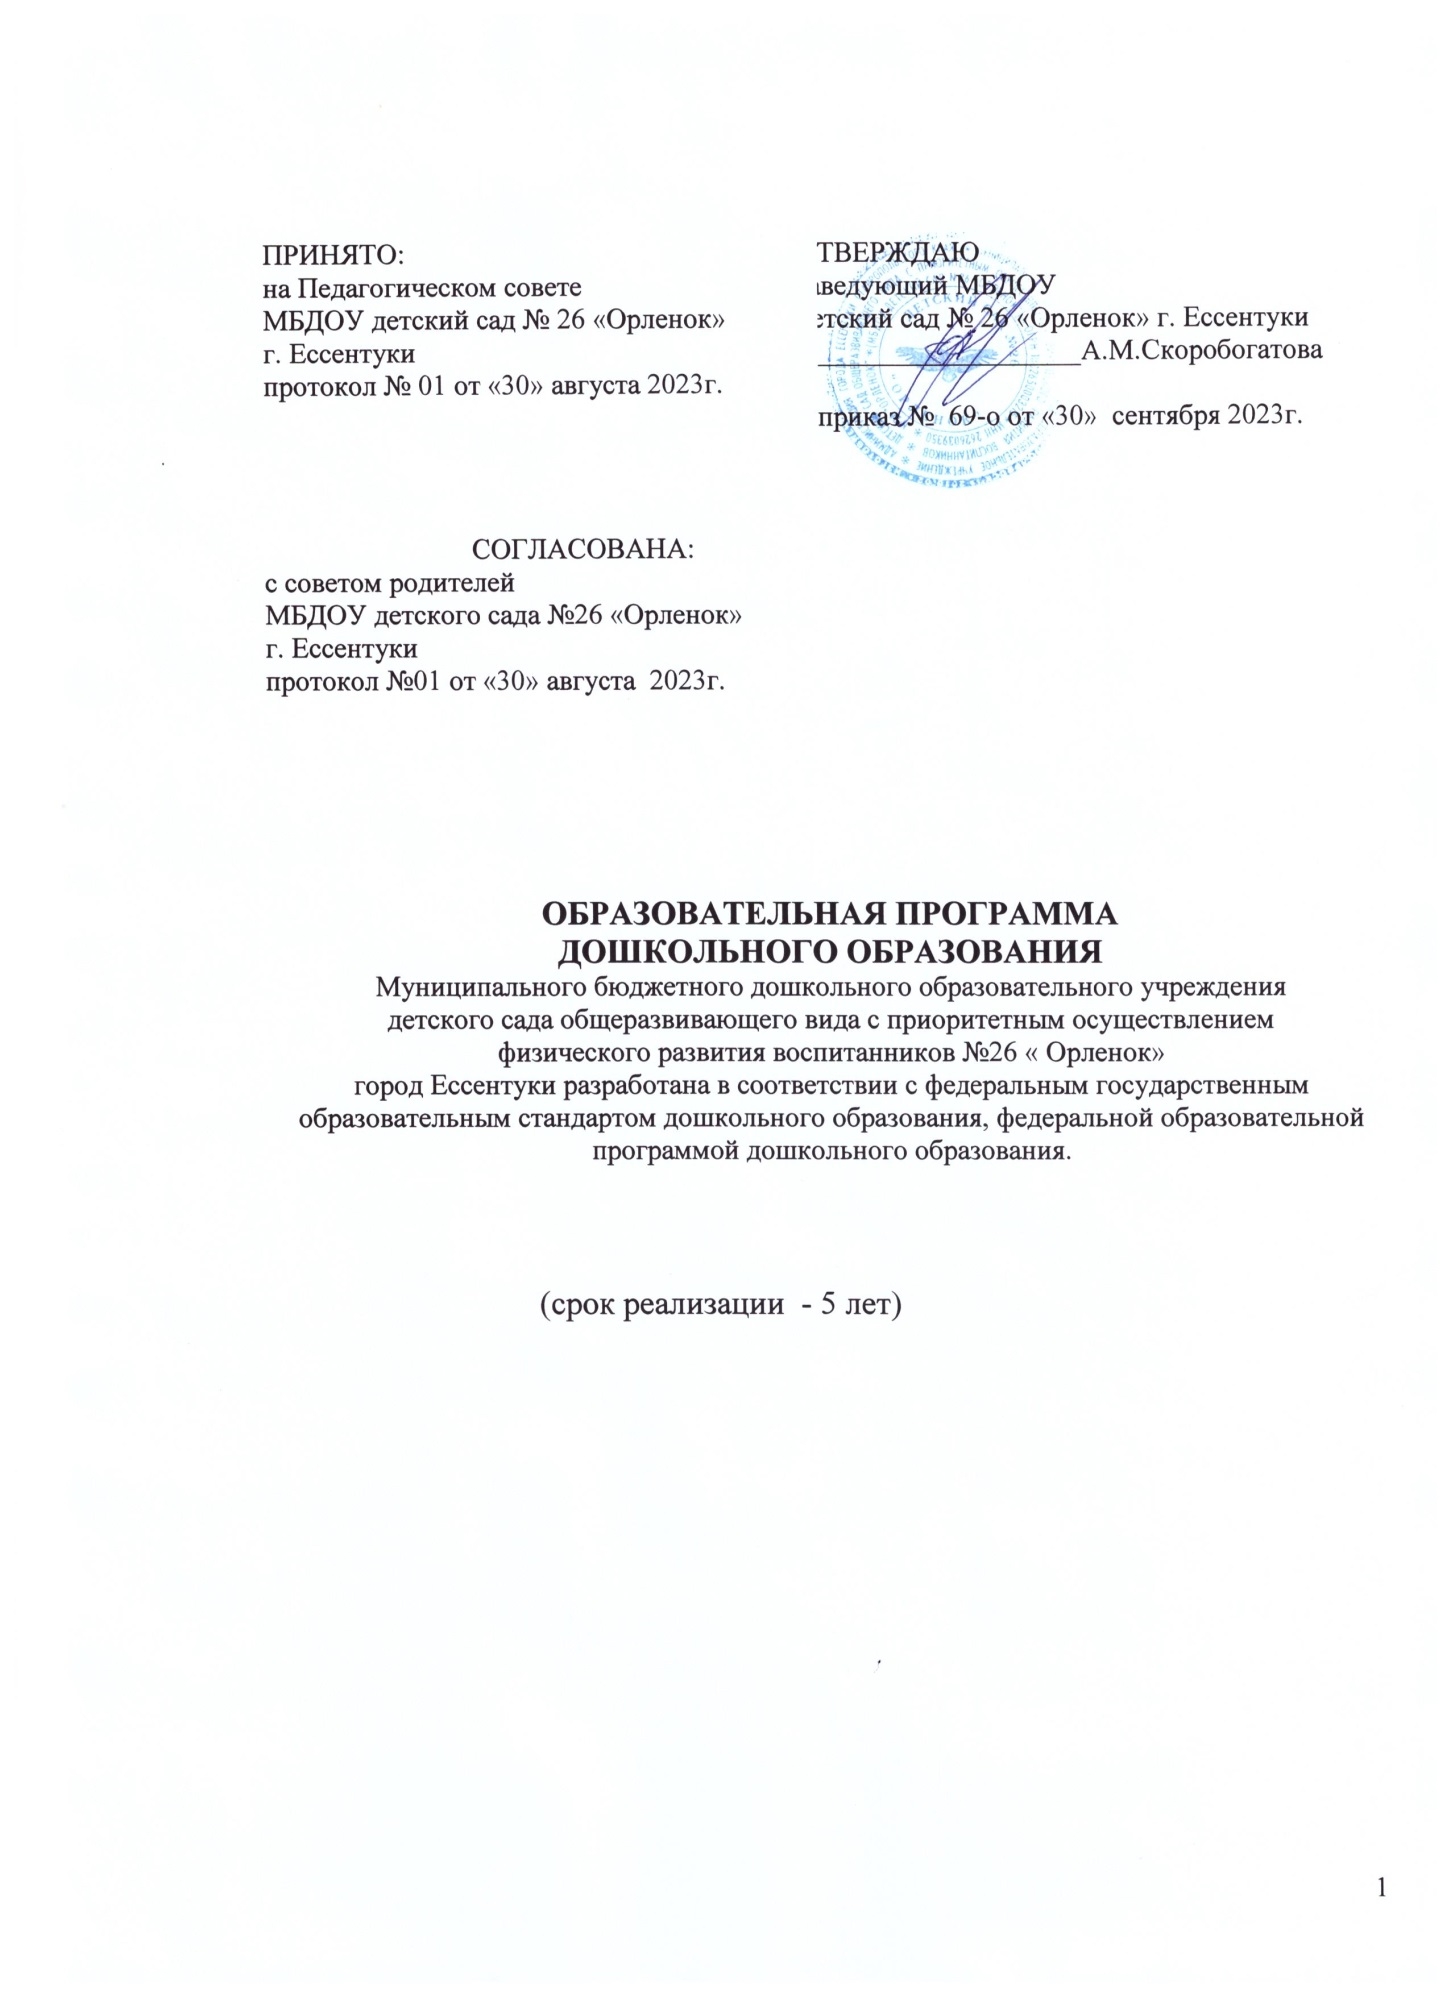 ПРИНЯТО:
на Педагогическом совете
МБДОУ детский сад № 26 «Орленок»
г. Ессентуки
протокол № 01 от «30» августа 2023г.
ТВЕРЖДАЮ
аведующий МБДОУ
етский сад № 26 «Орленок» г. Ессентуки
____________________А.М.Скоробогатова
приказ № 69-о от «30» сентября 2023г.
СОГЛАСОВАНА:
с советом родителей
МБДОУ детского сада №26 «Орленок»
г. Ессентуки
протокол №01 от «30» августа 2023г.
ОБРАЗОВАТЕЛЬНАЯ ПРОГРАММА
ДОШКОЛЬНОГО ОБРАЗОВАНИЯ
Муниципального бюджетного дошкольного образовательного учреждения
детского сада общеразвивающего вида с приоритетным осуществлением
физического развития воспитанников №26 « Орленок»
город Ессентуки разработана в соответствии с федеральным государственным
образовательным стандартом дошкольного образования, федеральной образовательной
программой дошкольного образования.
(срок реализации - 5 лет)
1